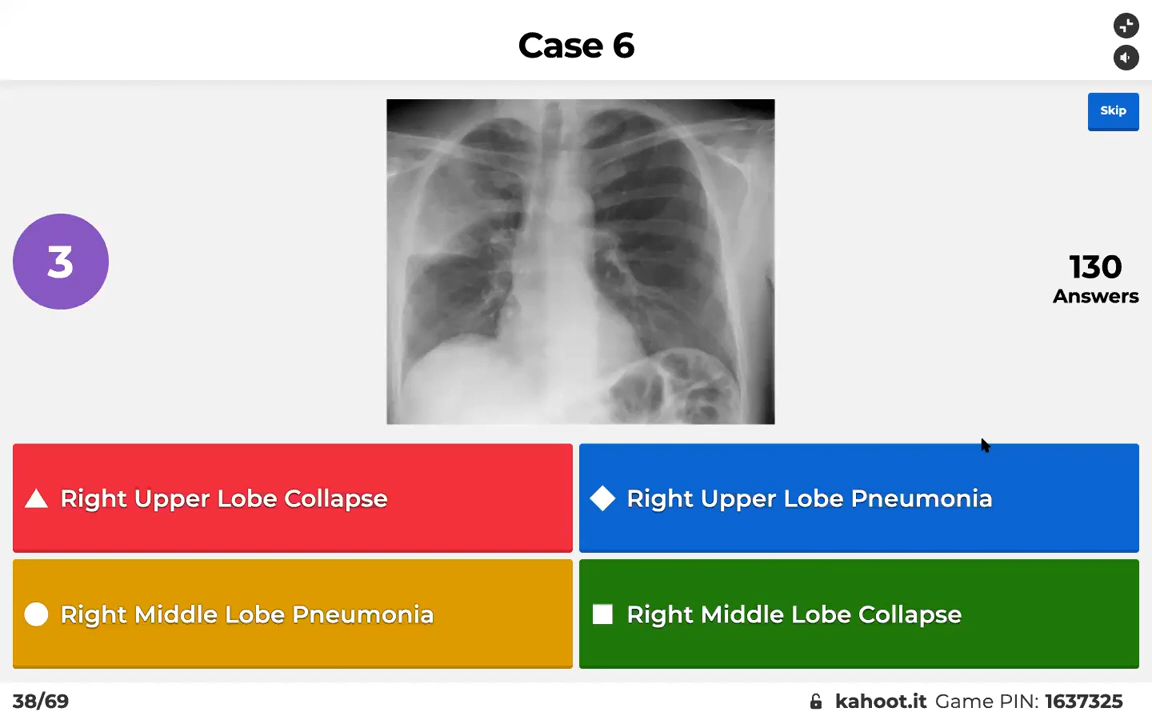 Case 6
Skip
3
130
Answers
Right Upper Lobe Collapse
Right Upper Lobe Pneumonia
Right Middle Lobe Pneumonia
Right Middle Lobe Collapse
38/69
kahoot.it Game PIN: 1637325